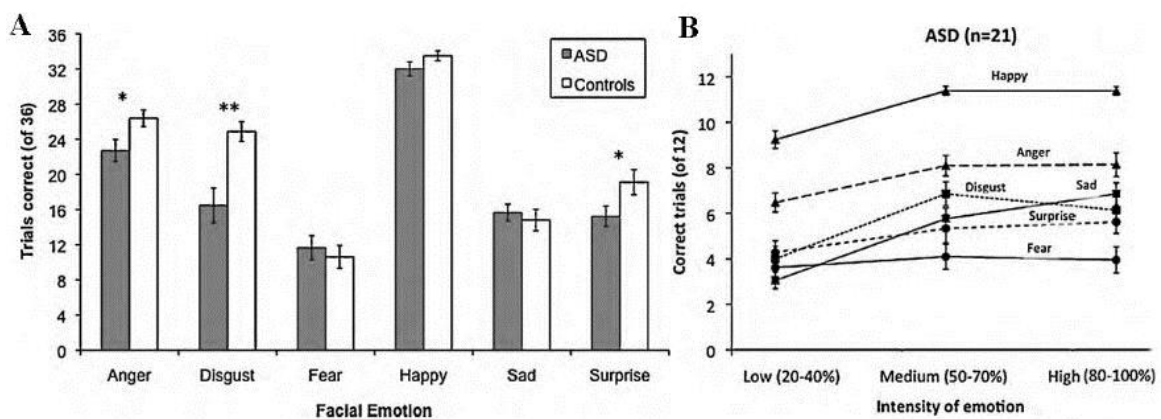 A
Trials correct (of 36)
36
32
28
24
20
16
12
8
4
0
*
**
*
ASD
Controls
Anger
Disgust
Fear
Happy
Sad
Surprise
Facial Emotion
B
ASD (n=21)
Correct trials (of 12)
12
10
8
6
4
2
0
Happy
Anger
Disgust
Sad
Surprise
Fear
Low (20-40%)
Medium (50-70%)
High (80-100%)
Intensity of emotion